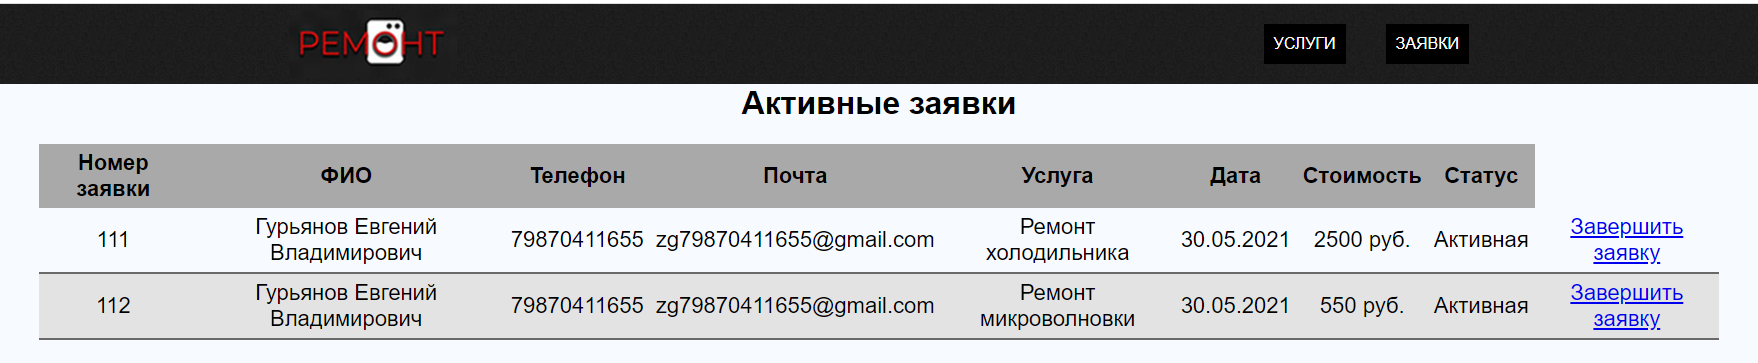 РЕМОНТ
УСЛУГИ ЗАЯВКИ
Активные заявки
Номер заявки ФИО Телефон Почта Услуга Дата Стоимость Статус
111 Гурьянов Евгений Владимирович 79870411655 zg79870411655@gmail.com Ремонт холодильника 30.05.2021 2500 руб. Активная Завершить заявку
112 Гурьянов Евгений Владимирович 79870411655 zg79870411655@gmail.com Ремонт микроволновки 30.05.2021 550 руб. Активная Завершить заявку